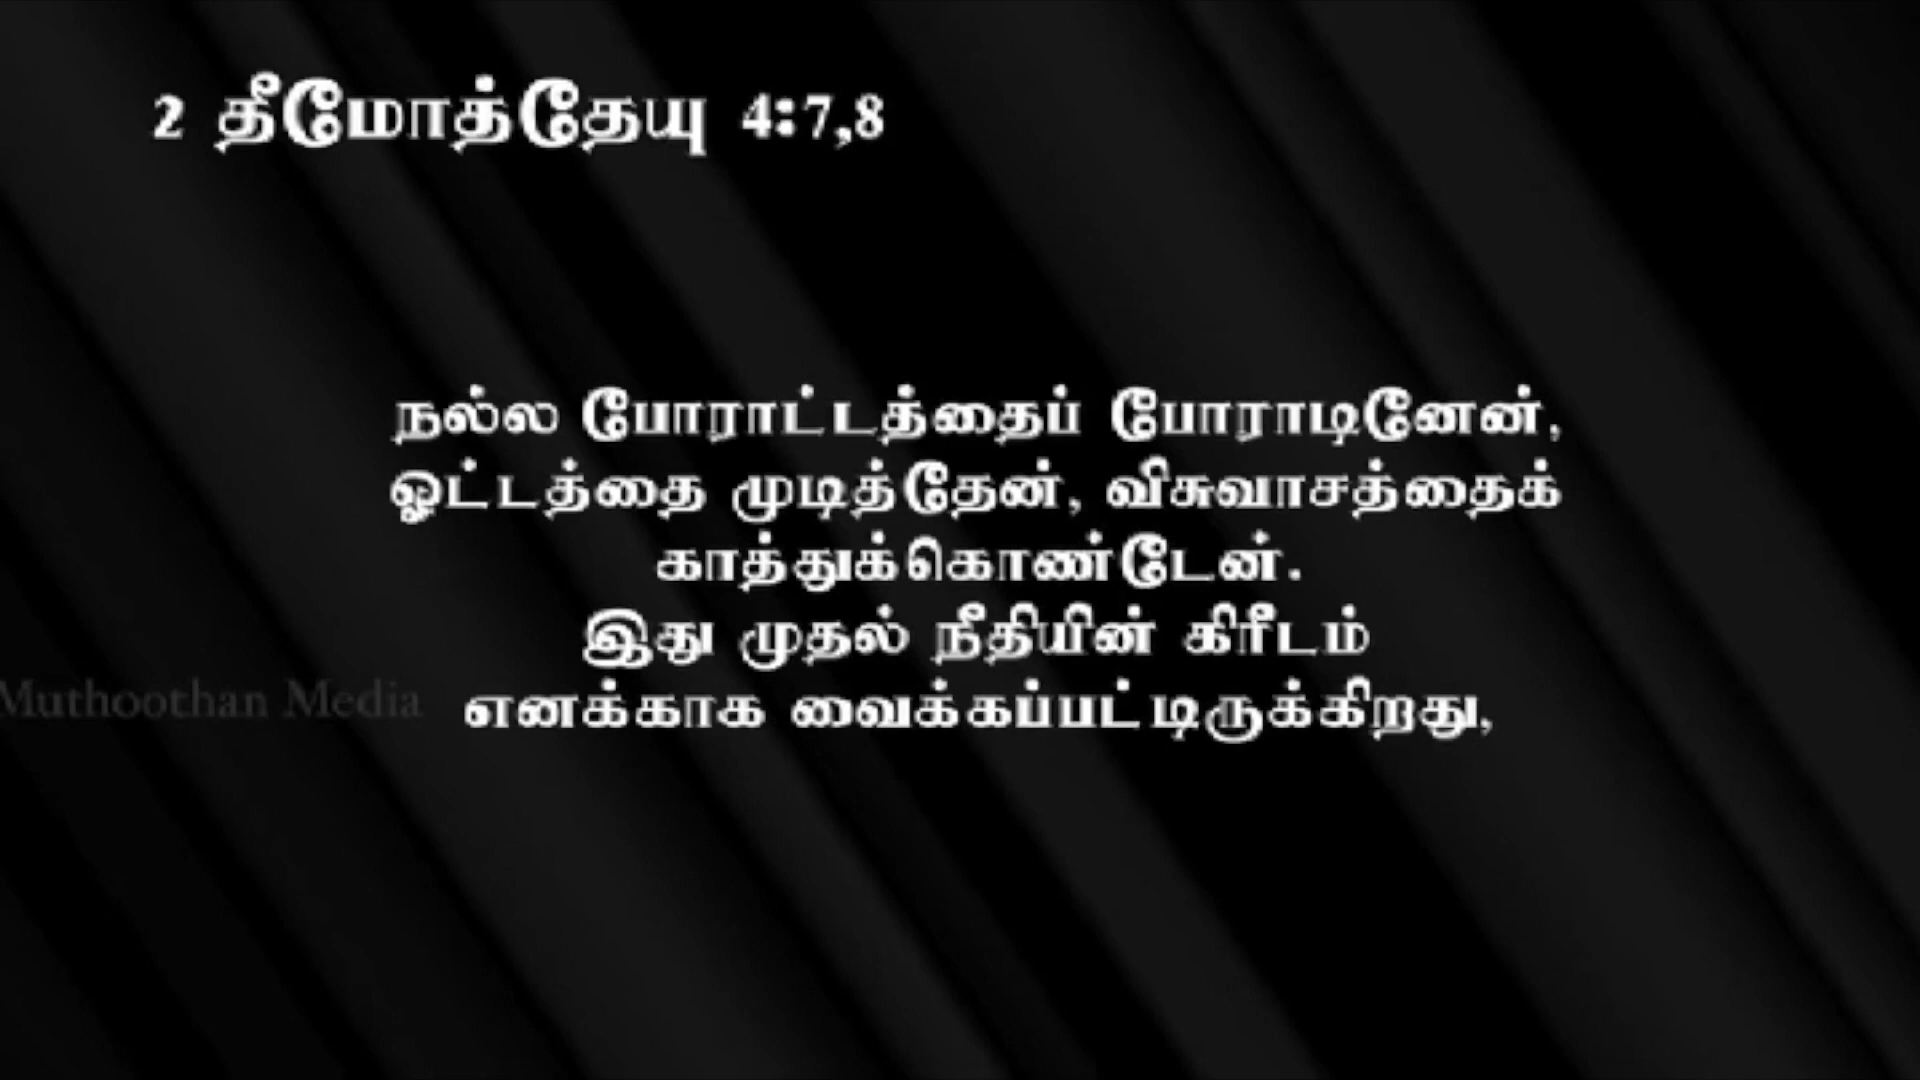 2 தீமோத்தேயு 4:7,8
நல்ல போராட்டத்தைப் போராடினேன்,
ஓட்டத்தை முடித்தேன், விசுவாசத்தைக்
காத்துக்கொண்டேன்.
இது முதல் நீதியின் கிரீடம்
எனக்காக வைக்கப்பட்டிருக்கிறது,
Muthoothan Media